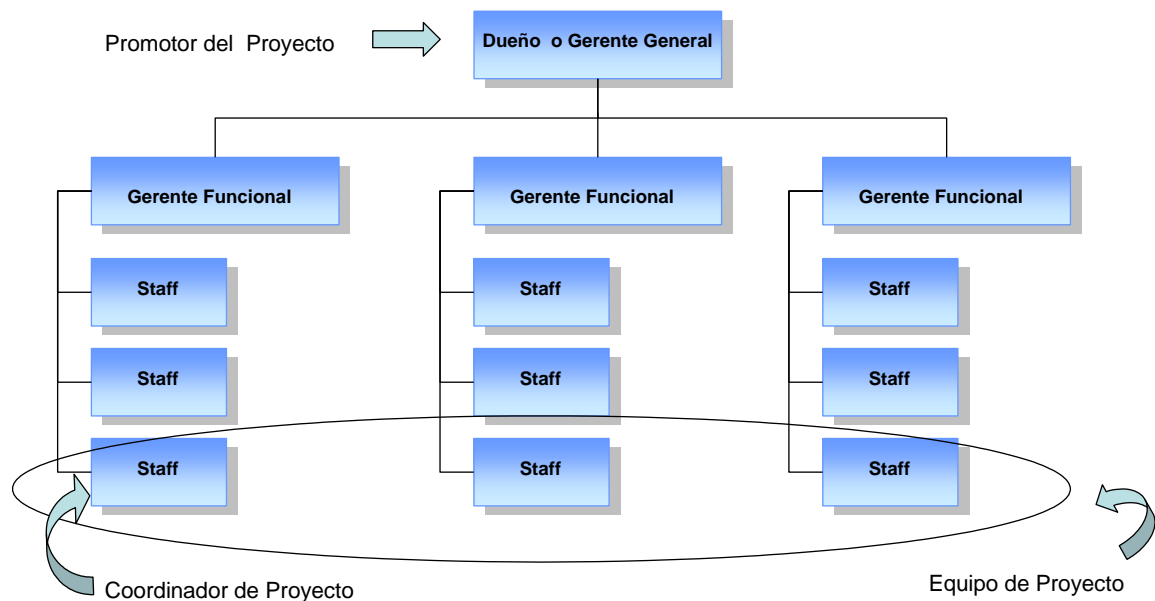 Promotor del Proyecto
Dueño o Gerente General
Gerente Funcional
Gerente Funcional
Gerente Funcional
Staff
Staff
Staff
Staff
Staff
Staff
Staff
Staff
Staff
Coordinador de Proyecto
Equipo de Proyecto